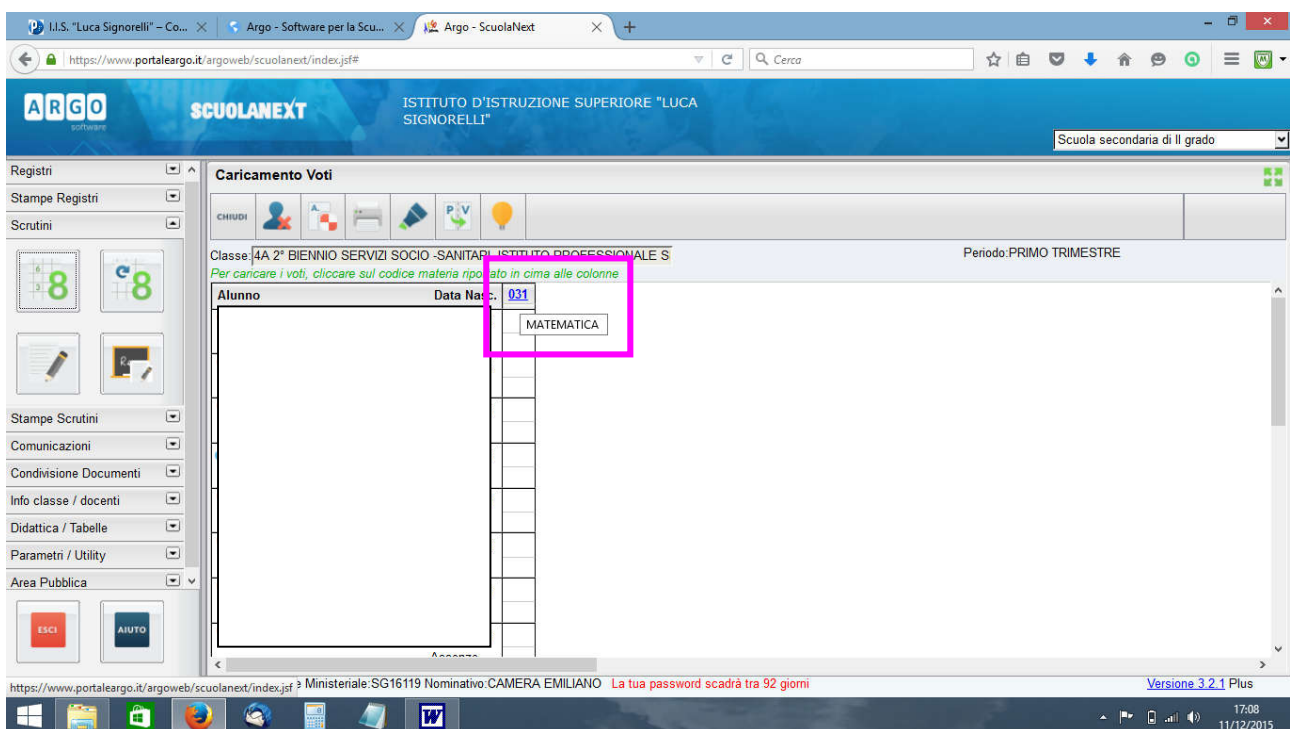 I.I.S. "Luca Signorelli" – Co...
Argo - Software per la Scu...
Argo - ScuolaNext
https://www.portaleargo.it/argoweb/scuolanext/index.jsf#
Cerca
ARGO
software
SCUOLANEXT
ISTITUTO D'ISTRUZIONE SUPERIORE "LUCA
SIGNORELLI"
Scuola secondaria di II grado
Registri
Stampe Registri
Scrutini
8
8
Stampe Scrutini
Comunicazioni
Condivisione Documenti
Info classe / docenti
Didattica / Tabelle
Parametri / Utility
Area Pubblica
ESCI
AIUTO
Caricamento Voti
CHIUDI
P V
Classe: 4A 2° BIENNIO SERVIZI SOCIO -SANITARI ISTITUTO PROFESSIONALE S
Periodo:PRIMO TRIMESTRE
Per caricare i voti, cliccare sul codice materia riportato in cima alle colonne
Alunno Data Nasc. 031
MATEMATICA
https://www.portaleargo.it/argoweb/scuolanext/index.jsf
Ministeriale:SG16119 Nominativo:CAMERA EMILIANO La tua password scadrà tra 92 giorni
Versione 3.2.1 Plus
17:08
11/12/2015